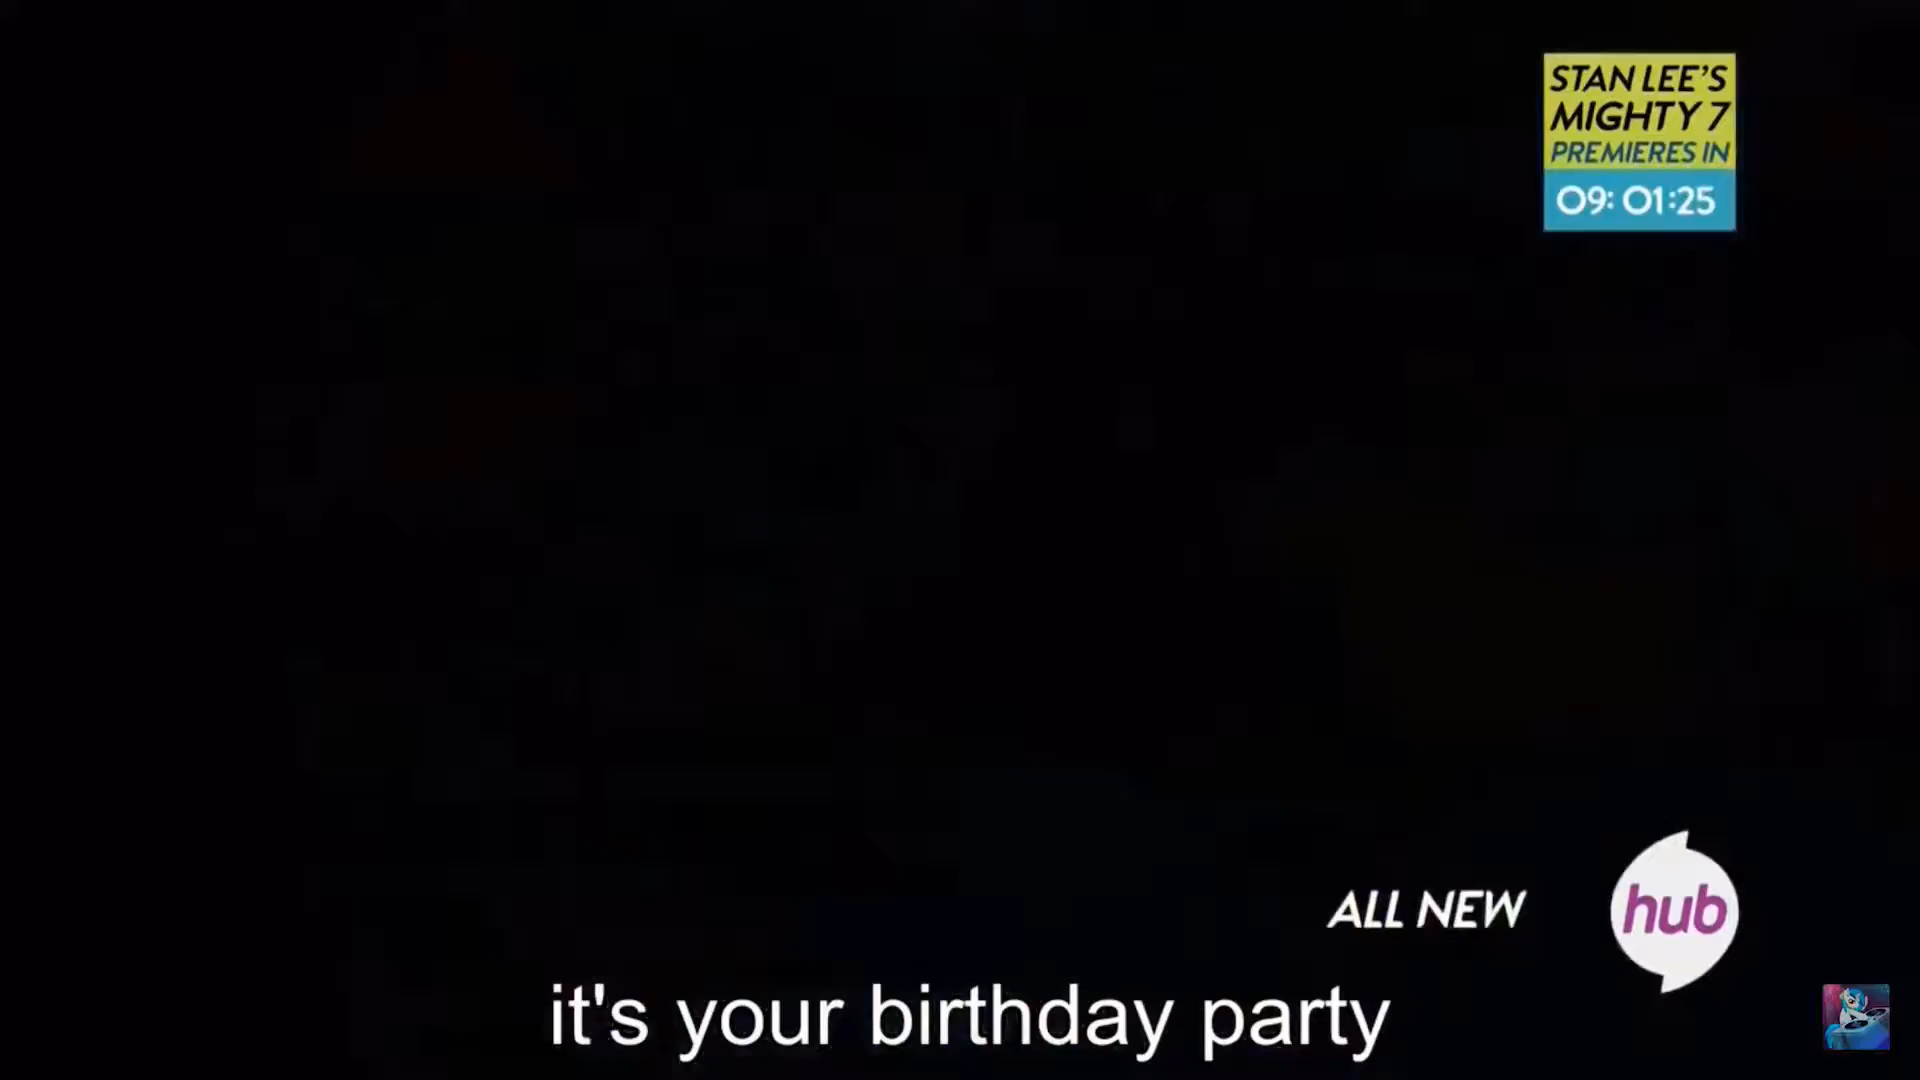 STAN LEE'S
MIGHTY 7
PREMIERES IN
09:01:25
ALL NEW
hub
it's your birthday party